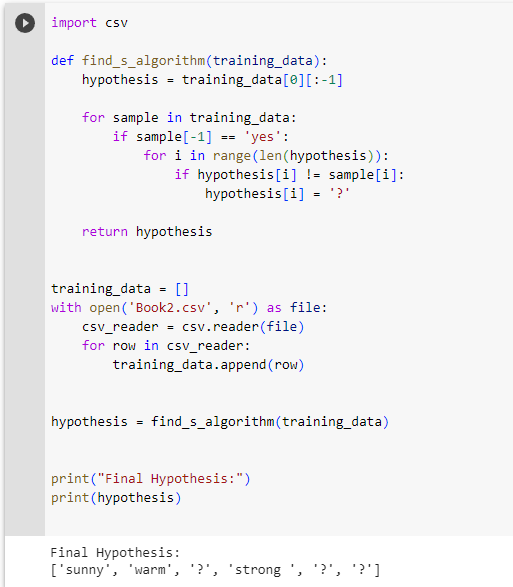 import csv
def find_s_algorithm(training_data):
    hypothesis = training_data[0][:-1]
    for sample in training_data:
        if sample[-1] == 'yes':
            for i in range(len(hypothesis)):
                if hypothesis[i] != sample[i]:
                    hypothesis[i] = '?'
    return hypothesis
training_data = []
with open('Book2.csv', 'r') as file:
    csv_reader = csv.reader(file)
    for row in csv_reader:
        training_data.append(row)
hypothesis = find_s_algorithm(training_data)
print("Final Hypothesis:")
print(hypothesis)
Final Hypothesis:
['sunny', 'warm', '?', 'strong ', '?', '?']